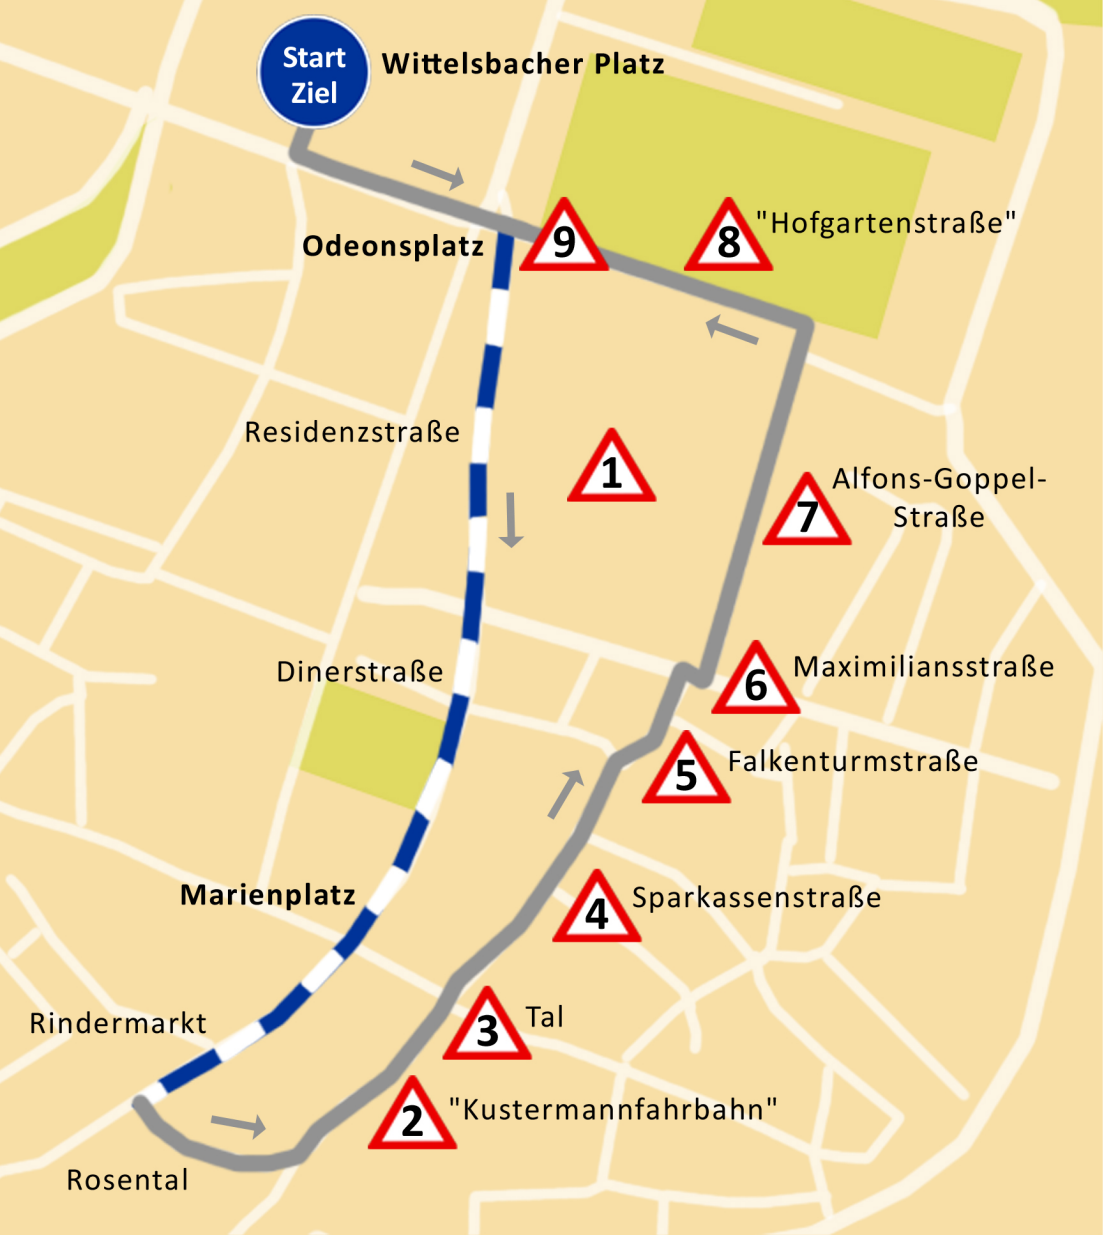 Start
Ziel
Wittelsbacher Platz
Odeonsplatz
9
8
"Hofgartenstraße"
Residenzstraße
1
7
Alfons-Goppel-
Straße
Dinerstraße
6
Maximiliansstraße
5
Falkenturmstraße
Marienplatz
4
Sparkassenstraße
Rindermarkt
3
Tal
2
"Kustermannfahrbahn"
Rosental